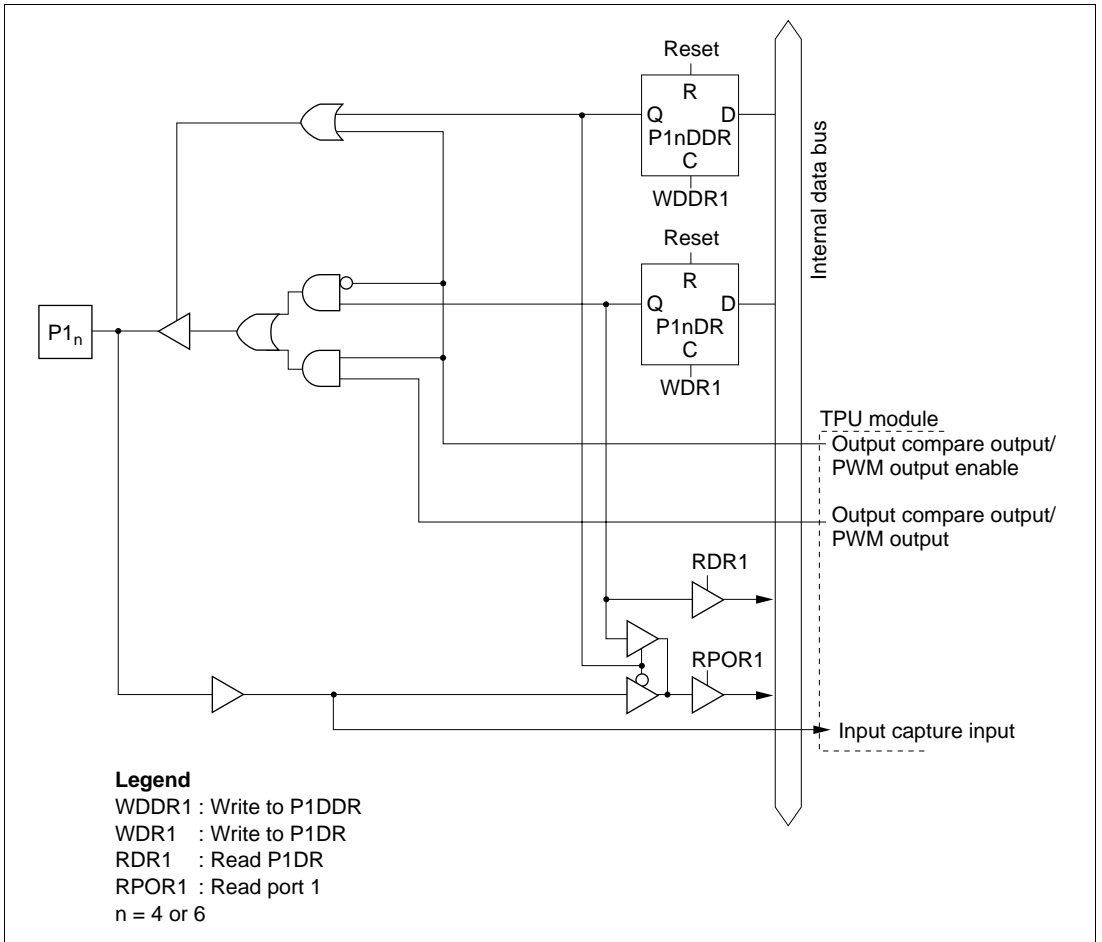 Reset
R
Q D
P1nDDR
C
WDDR1
Internal data bus
Reset
R
Q D
P1nDR
C
WDR1
P1n
TPU module
Output compare output/
PWM output enable
Output compare output/
PWM output
RDR1
RPOR1
Input capture input
Legend
WDDR1 : Write to P1DDR
WDR1 : Write to P1DR
RDR1 : Read P1DR
RPOR1 : Read port 1
n = 4 or 6